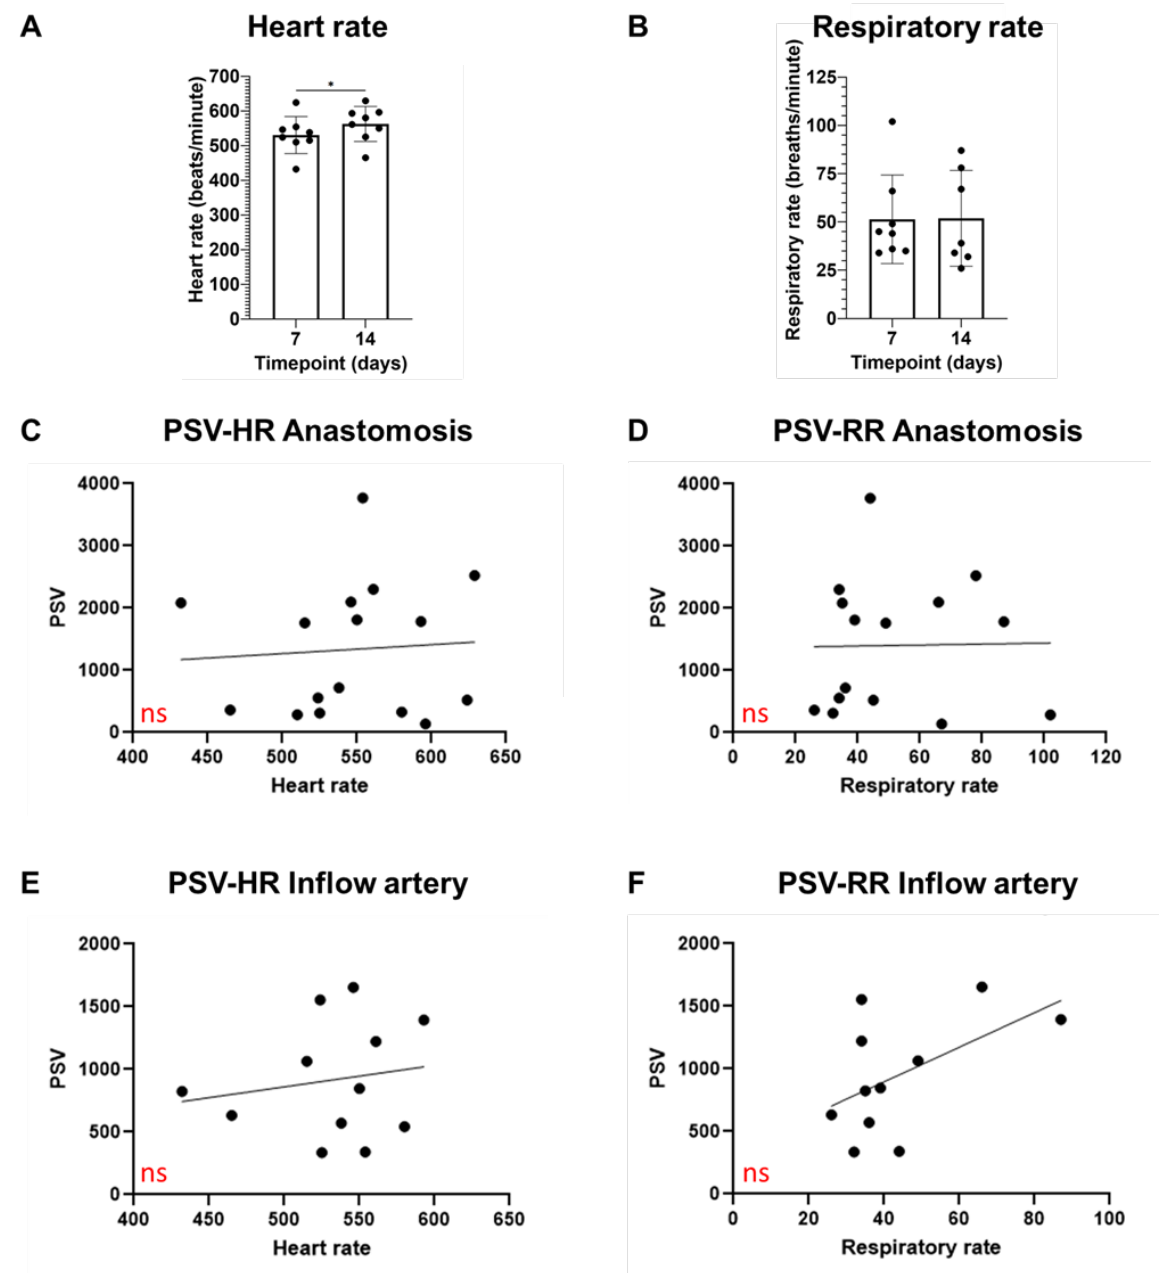 A
Heart rate
B
Respiratory rate
Heart rate (beats/minute)
700
600
500
400
300
200
100
0
*
7
14
Timepoint (days)
Respiratory rate (breaths/minute)
125
100
75
50
25
0
7
14
Timepoint (days)
C
PSV-HR Anastomosis
D
PSV-RR Anastomosis
PSV
4000
3000
2000
1000
0
ns
400
450
500
550
600
650
Heart rate
PSV
4000
3000
2000
1000
0
ns
0
20
40
60
80
100
120
Respiratory rate
E
PSV-HR Inflow artery
F
PSV-RR Inflow artery
PSV
2000
1500
1000
500
0
ns
400
450
500
550
600
650
Heart rate
PSV
2000
1500
1000
500
0
ns
0
20
40
60
80
100
Respiratory rate